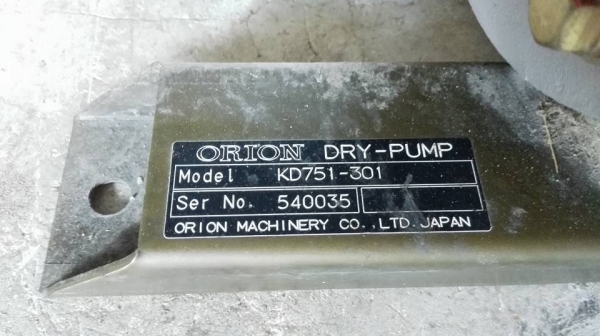 ORION DRY-PUMP
Model KD751-301
Ser No. 540035
ORION MACHINERY CO.,LTD.JAPAN